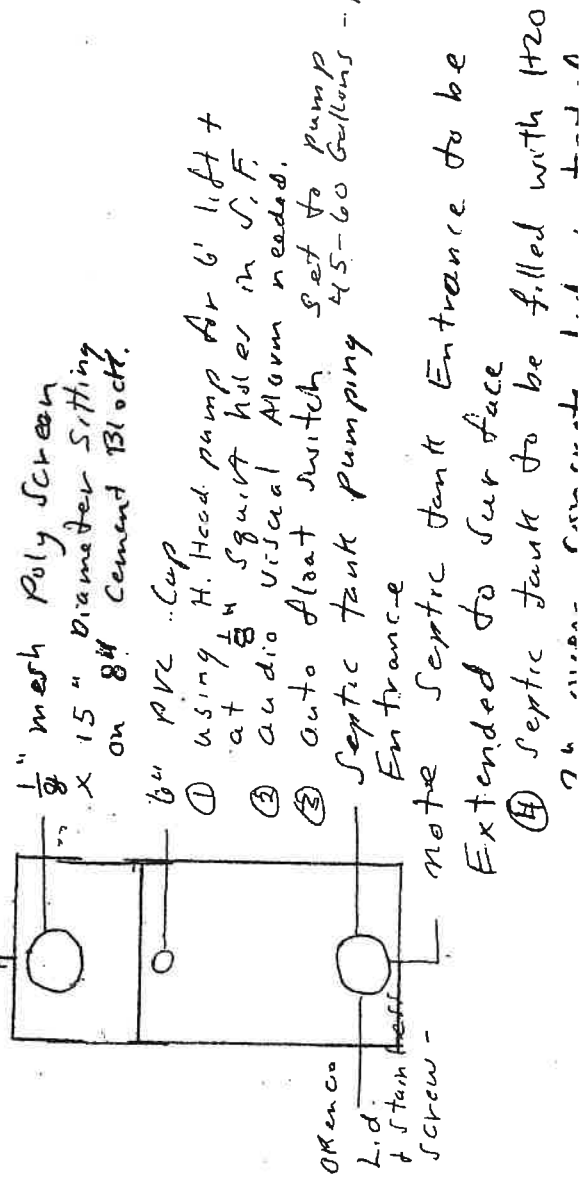 1/8" mesh Poly Screen
x 15" Diameter Sitting
on 8" Cement Block.
6" PVC Cap
① using H. Head pump for 6' lift +
at 1/8" squirt holes in S.F.
② audio visual Alarm needed.
③ auto float switch set to pump
45-60 Gallons -
Septic tank pumping
Entrance
Note Septic tank Entrance to be
Extended to Surface
④ Septic tank to be filled with H20
ORenco
Lid.
+ Stainless
Screw -